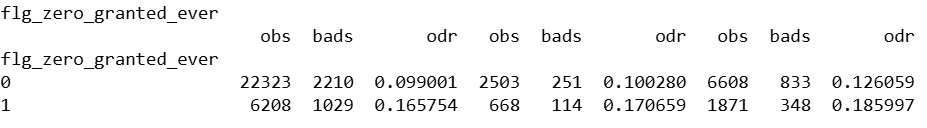 flg_zero_granted_ever
obs bads odr obs bads odr obs bads odr
flg_zero_granted_ever
0 22323 2210 0.099001 2503 251 0.100280 6608 833 0.126059
1 6208 1029 0.165754 668 114 0.170659 1871 348 0.185997